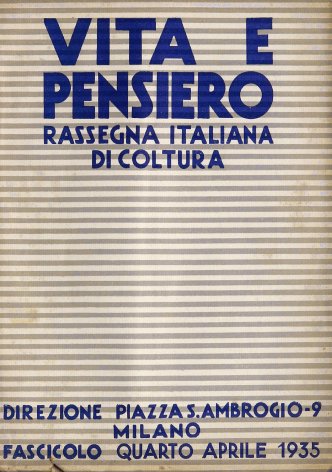 VITA E
PENSIERO
RASSEGNA ITALIANA
DI COLTURA
DIREZIONE PIAZZA S. AMBROGIO-9
MILANO
FASCICOLO QUARTO APRILE 1935